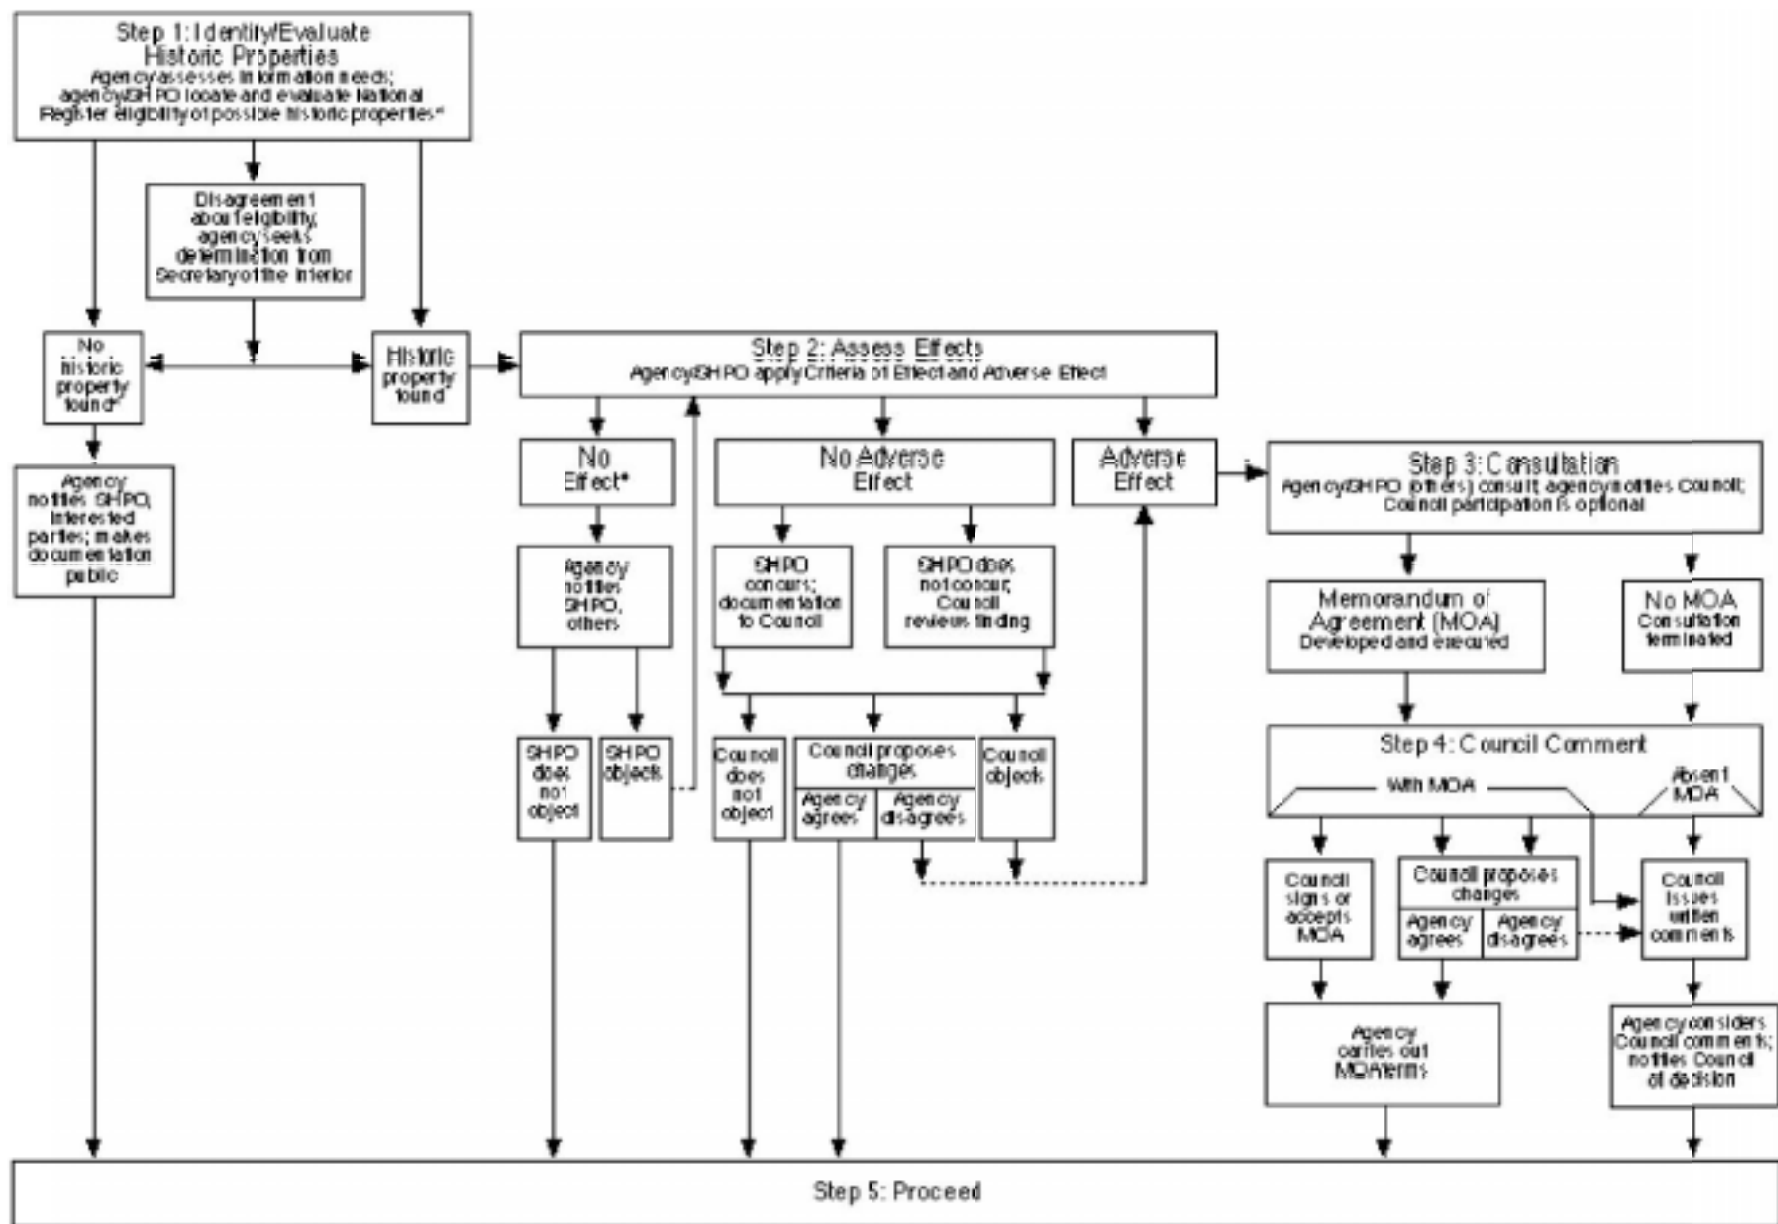 Step 1: Identify/Evaluate
Historic Properties
Agency assesses information needs;
agency/SHPO locate and evaluate National
Register eligibility of possible historic properties*
Disagreement
about eligibility,
agency seeks
determination from
Secretary of the Interior
No
historic
property
found*
Historic
property
found
Agency
notifies SHPO,
interested
parties; makes
documentation
public
Step 2: Assess Effects
Agency/SHPO apply Criteria of Effect and Adverse Effect
No
Effect*
No Adverse
Effect
Adverse
Effect
Agency
notifies
SHPO,
others
SHPO
concurs;
documentation
to Council
SHPO does
not concur;
Council
reviews finding
SHPO
does
not
object
SHPO
objects
Council
does
not
object
Council proposes
changes
Agency
agrees
Agency
disagrees
Council
objects
Step 3: Consultation
Agency/SHPO (others) consult; agency notifies Council;
Council participation is optional
Memorandum of
Agreement (MOA)
Developed and executed
No MOA
Consultation
terminated
Step 4: Council Comment
With MOA
Absent
MOA
Council
signs or
accepts
MOA
Council proposes
changes
Agency
agrees
Agency
disagrees
Council
issues
written
comments
Agency
carries out
MOA terms
Agency considers
Council comments;
notifies Council
of decision
Step 5: Proceed